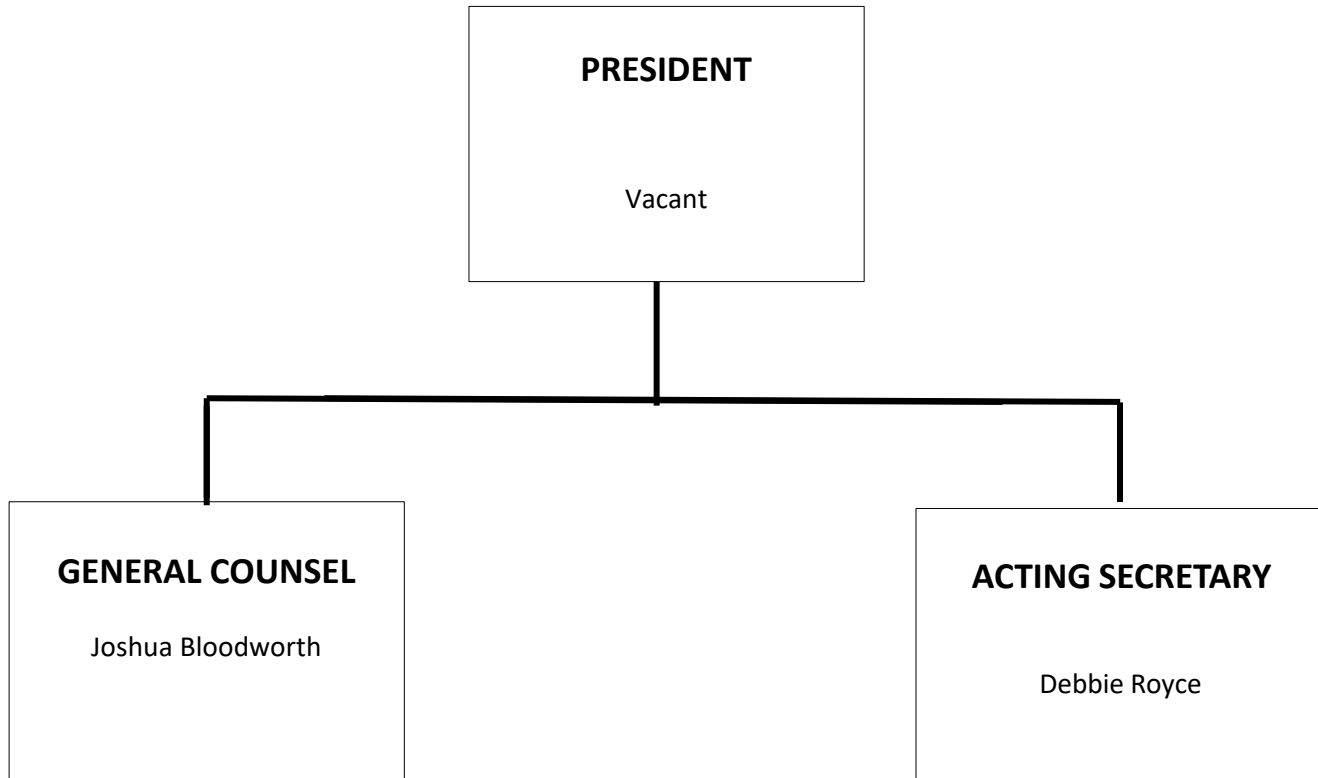 PRESIDENT
Vacant
GENERAL COUNSEL
Joshua Bloodworth
ACTING SECRETARY
Debbie Royce